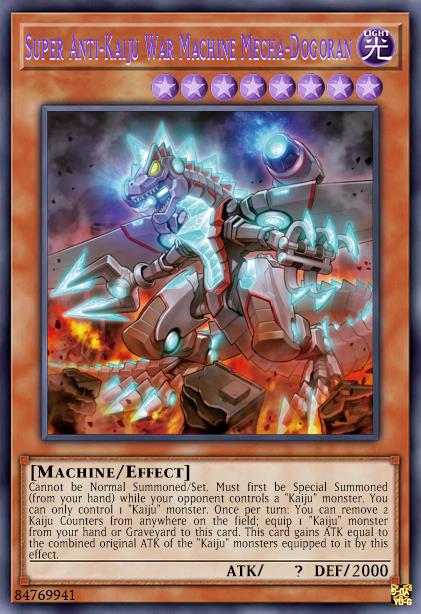 Super Anti-Kaiju War Machine Mecha-Dogoran
LIGHT
光
[Machine/Effect]
Cannot be Normal Summoned/Set. Must first be Special Summoned
(from your hand) while your opponent controls a "Kaiju" monster. You
can only control 1 "Kaiju" monster. Once per turn: You can remove 2
Kaiju Counters from anywhere on the field; equip 1 "Kaiju" monster
from your hand or Graveyard to this card. This card gains ATK equal to
the combined original ATK of the "Kaiju" monsters equipped to it by this
effect.
ATK/ ? DEF/2000
84769941